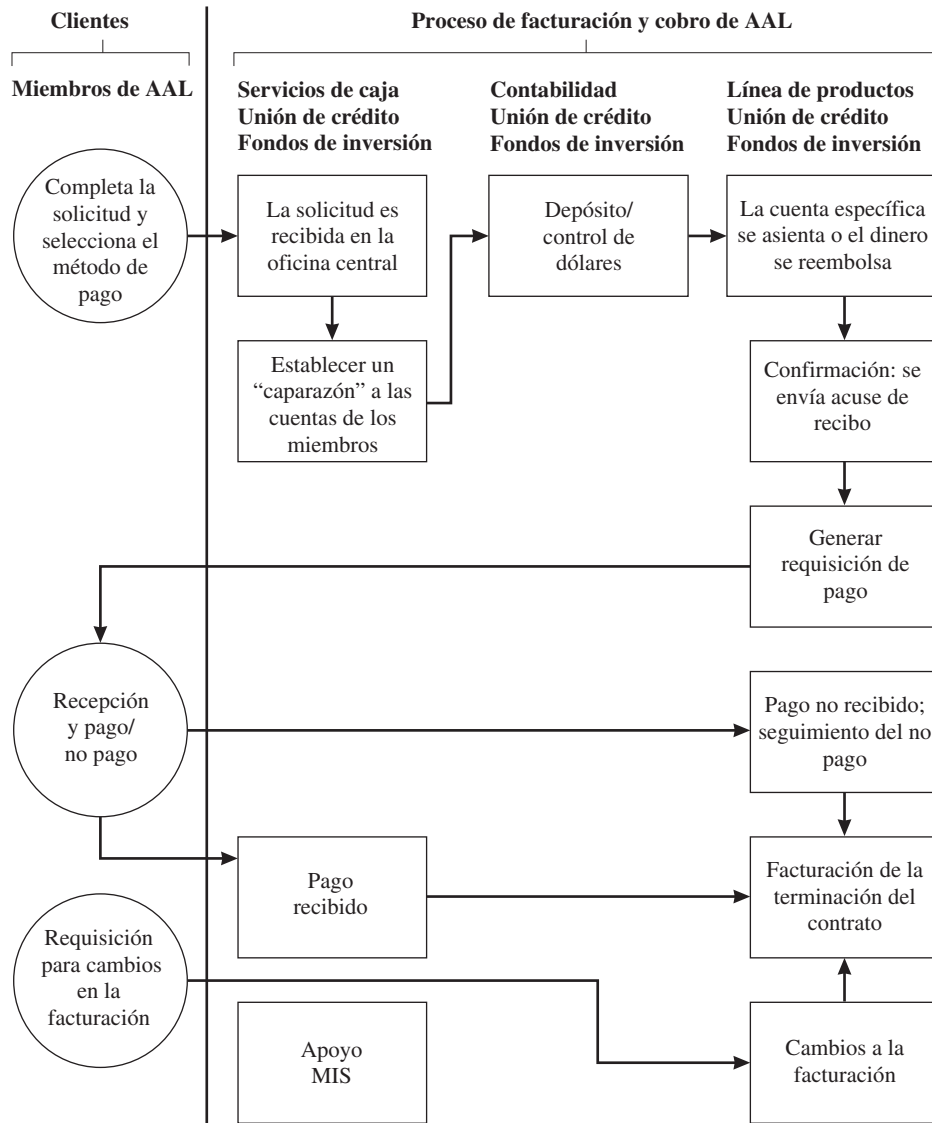 Clientes
Proceso de facturación y cobro de AAL
Miembros de AAL
Servicios de caja
Unión de crédito
Fondos de inversión
Contabilidad
Unión de crédito
Fondos de inversión
Línea de productos
Unión de crédito
Fondos de inversión
Completa la
solicitud y
selecciona el
método de
pago
La solicitud es
recibida en la
oficina central
Depósito/
control de
dólares
La cuenta específica
se asienta o el dinero
se reembolsa
Establecer un
“caparazón” a las
cuentas de los
miembros
Confirmación: se
envía acuse de
recibo
Generar
requisición de
pago
Recepción
y pago/
no pago
Pago no recibido;
seguimiento del no
pago
Pago
recibido
Facturación de la
terminación del
contrato
Requisición
para cambios
en la
facturación
Apoyo
MIS
Cambios a la
facturación